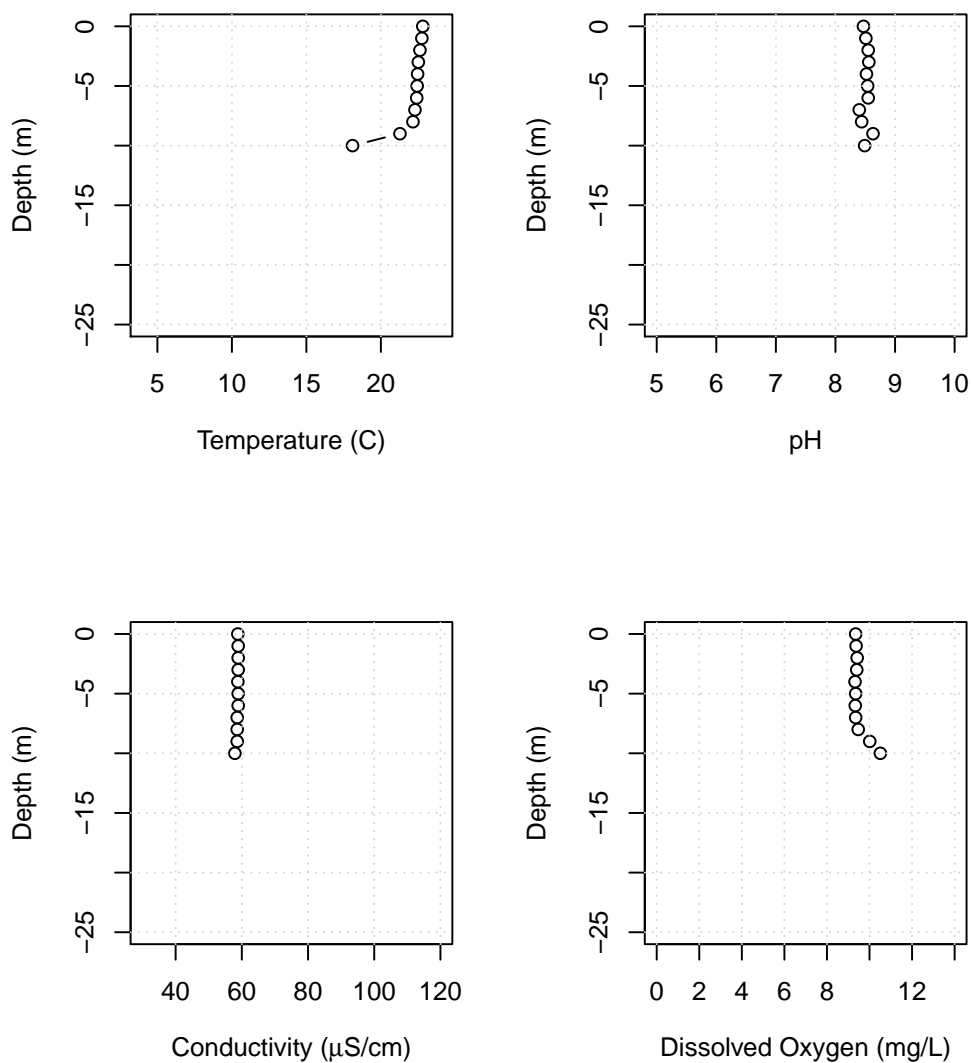 0
−5
−15
−25
Depth (m)
5 10 15 20
Temperature (C)
0
−5
−15
−25
Depth (m)
5 6 7 8 9 10
pH
0
−5
−15
−25
Depth (m)
40 60 80 100 120
Conductivity (μS/cm)
0
−5
−15
−25
Depth (m)
0 2 4 6 8 12
Dissolved Oxygen (mg/L)